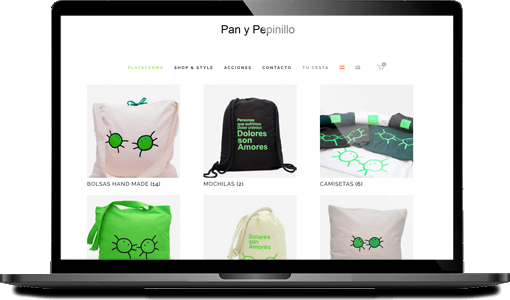 Pan y Pepinillo
PLATAFORMA SHOP & STYLE ACCIONES CONTACTO TU CESTA
Personas
que sufrimos
Dolor crónico
Dolores
son
Amores
BOLSAS HAND MADE (14) MOCHILAS (2) CAMISETAS (6)
Dolores
son
Amores